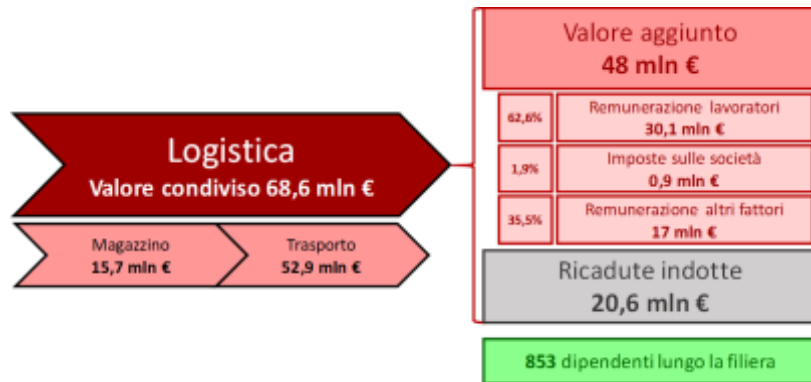 Logistica
Valore condiviso 68,6 mln €
Magazzino
15,7 mln €
Trasporto
52,9 mln €
Valore aggiunto
48 mln €
62,6%
Remunerazione lavoratori
30,1 mln €
1,9%
Imposte sulle società
0,9 mln €
35,5%
Remunerazione altri fattori
17 mln €
Ricadute indotte
20,6 mln €
853 dipendenti lungo la filiera